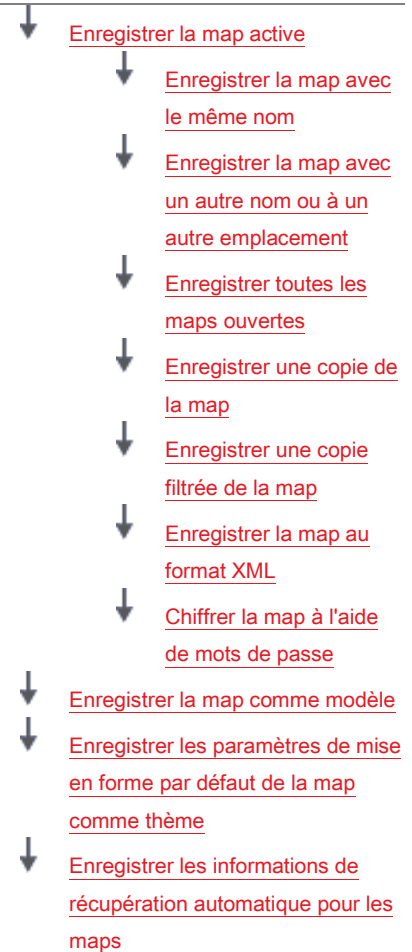 Enregistrer la map active
Enregistrer la map avec
le même nom
Enregistrer la map avec
un autre nom ou à un
autre emplacement
Enregistrer toutes les
maps ouvertes
Enregistrer une copie de
la map
Enregistrer une copie
filtrée de la map
Enregistrer la map au
format XML
Chiffrer la map à l'aide
de mots de passe
Enregistrer la map comme modèle
Enregistrer les paramètres de mise
en forme par défaut de la map
comme thème
Enregistrer les informations de
récupération automatique pour les
maps